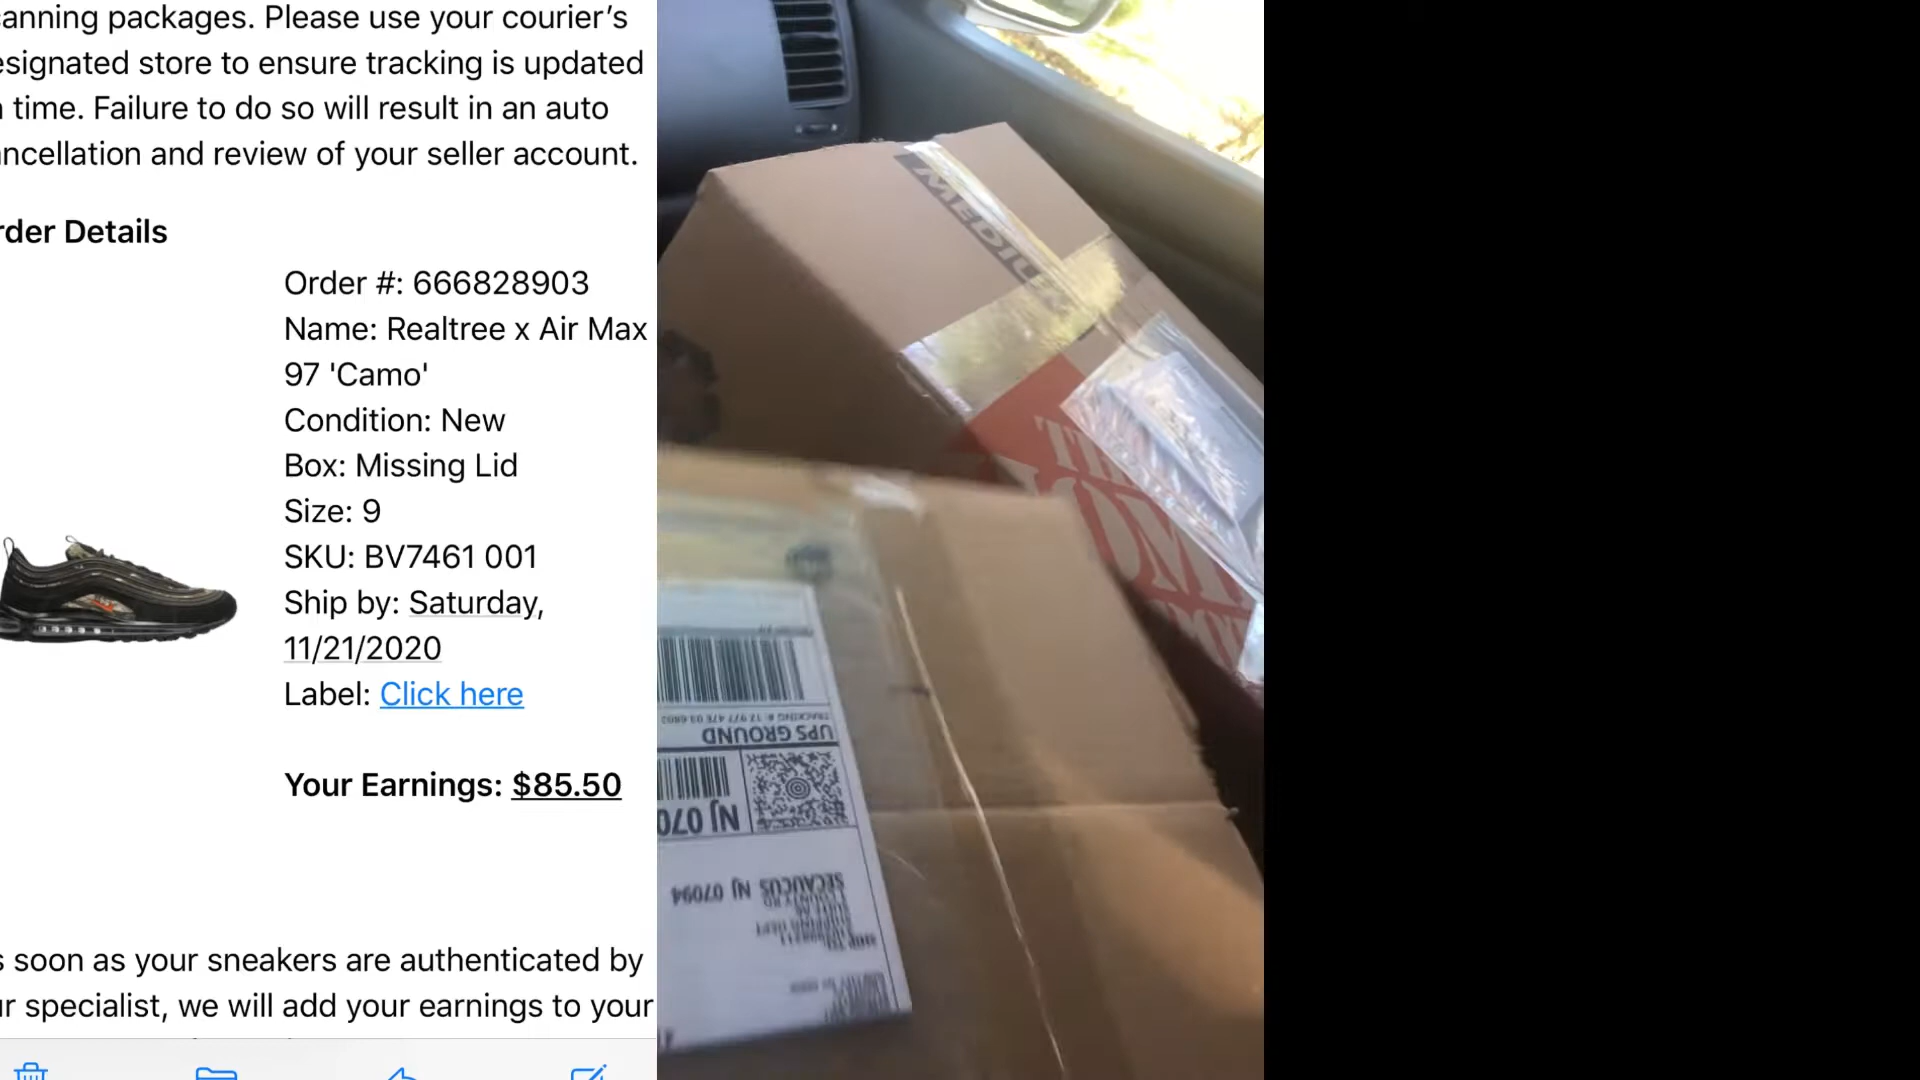 anning packages. Please use your courier's
esignated store to ensure tracking is updated
time. Failure to do so will result in an auto
ncellation and review of your seller account.
rder Details
Order #: 666828903
Name: Realtree x Air Max
97 'Camo'
Condition: New
Box: Missing Lid
Size: 9
SKU: BV7461 001
Ship by: Saturday,
11/21/2020
Label: Click here
Your Earnings: $85.50
s soon as your sneakers are authenticated by
r specialist, we will add your earnings to your
MEDIUM
UPS GROUND
NJ 070
SECAUCUS NJ 07094